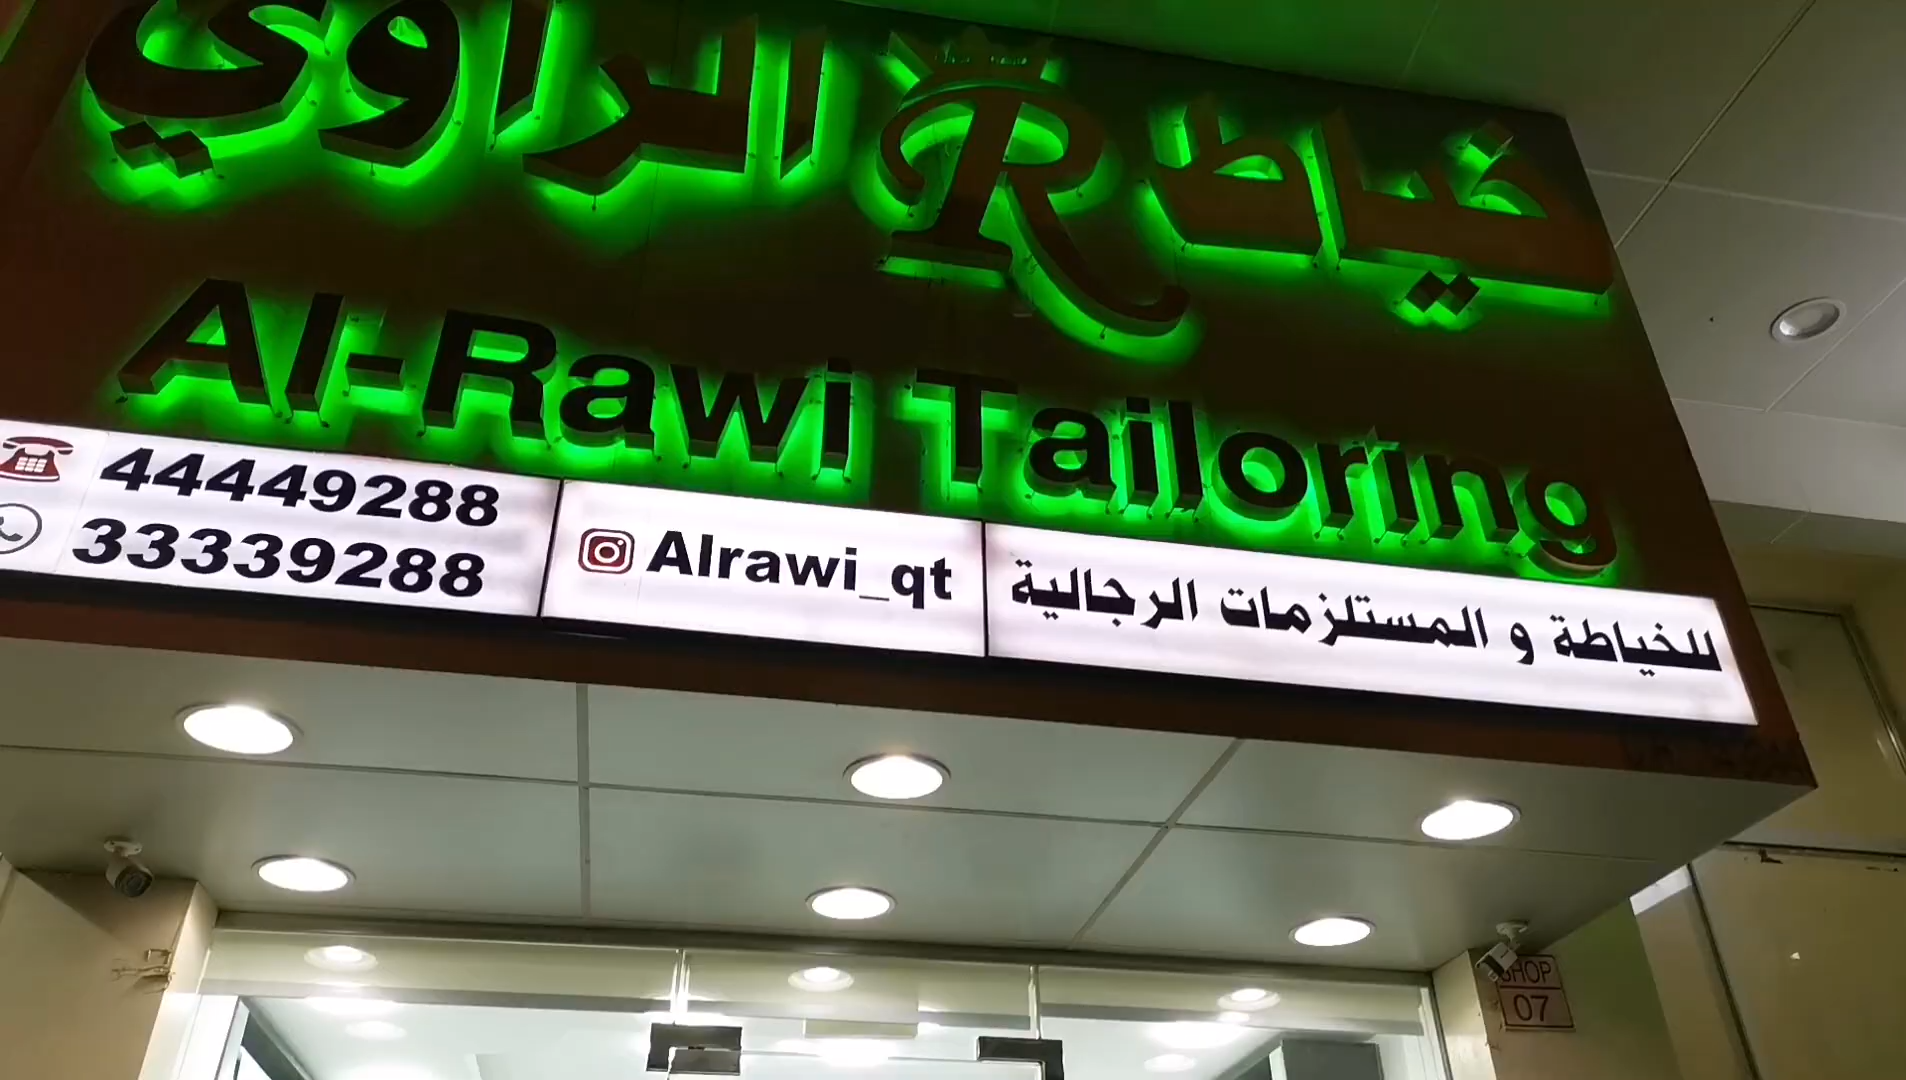 خياط R الراوي
Al-Rawi Tailoring
44449288
33339288
Alrawi_qt
للخياطة و المستلزمات الرجالية
SHOP
07